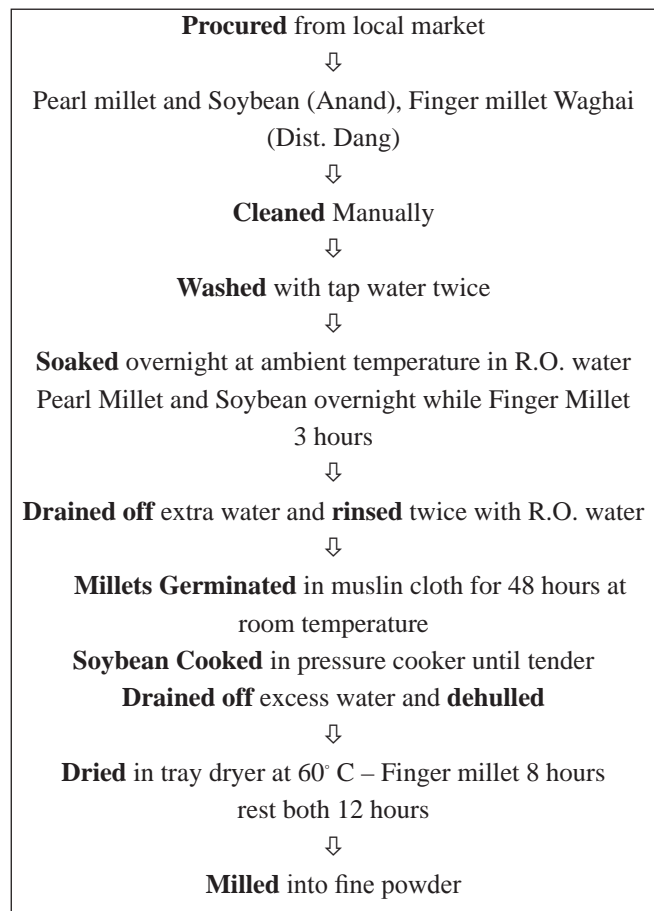 Procured from local market
⇩
Pearl millet and Soybean (Anand), Finger millet Waghai
(Dist. Dang)
⇩
Cleaned Manually
⇩
Washed with tap water twice
⇩
Soaked overnight at ambient temperature in R.O. water
Pearl Millet and Soybean overnight while Finger Millet
3 hours
⇩
Drained off extra water and rinsed twice with R.O. water
⇩
Millets Germinated in muslin cloth for 48 hours at
room temperature
Soybean Cooked in pressure cooker until tender
Drained off excess water and dehulled
⇩
Dried in tray dryer at 60° C – Finger millet 8 hours
rest both 12 hours
⇩
Milled into fine powder